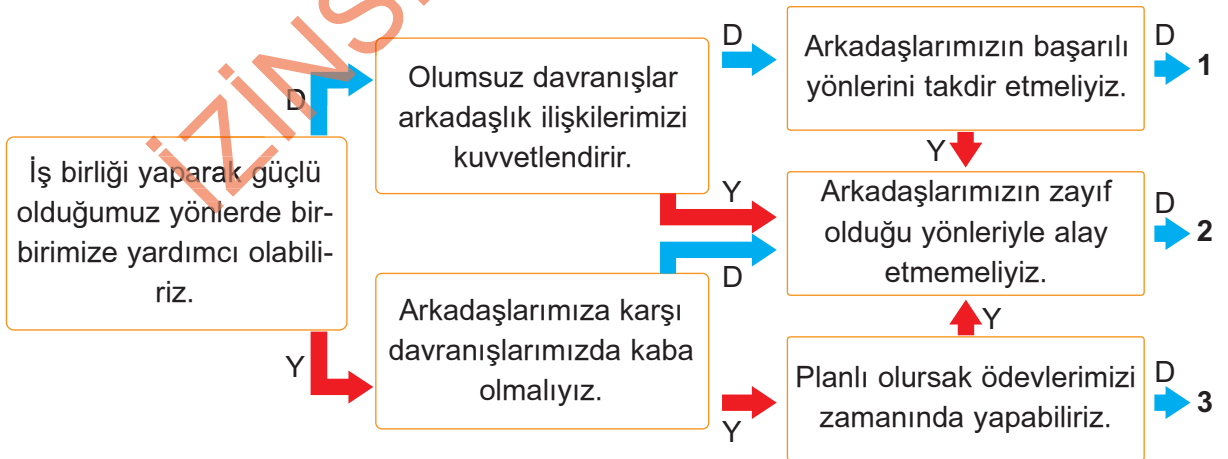 İZİNS
İş birliği yaparak güçlü
olduğumuz yönlerde bir-
birimize yardımcı olabili-
riz.
D
Y
Olumsuz davranışlar
arkadaşlık ilişkilerimizi
kuvvetlendirir.
D
Y
Arkadaşlarımıza karşı
davranışlarımızda kaba
olmalıyız.
D
Y
Arkadaşlarımızın başarılı
yönlerini takdir etmeliyiz.
D
1
Y
Arkadaşlarımızın zayıf
olduğu yönleriyle alay
etmemeliyiz.
D
2
Y
Planlı olursak ödevlerimizi
zamanında yapabiliriz.
D
3